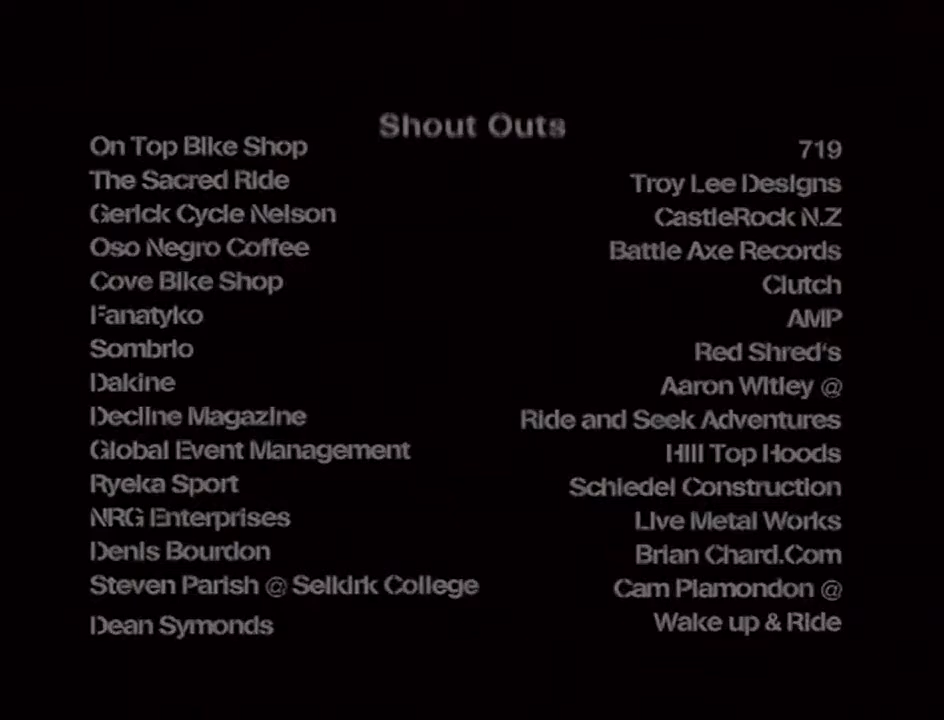 Shout Outs
On Top Bike Shop
The Sacred Ride
Gerick Cycle Nelson
Oso Negro Coffee
Cove Bike Shop
Fanatyko
Sombrio
Dakine
Decline Magazine
Global Event Management
Ryeka Sport
NRG Enterprises
Denis Bourdon
Steven Parish @ Selkirk College
Dean Symonds
719
Troy Lee Designs
CastleRock N.Z
Battle Axe Records
Clutch
AMP
Red Shred's
Aaron Witley @
Ride and Seek Adventures
Hill Top Hoods
Schiedel Construction
Live Metal Works
Brian Chard.Com
Cam Plamondon @
Wake up & Ride